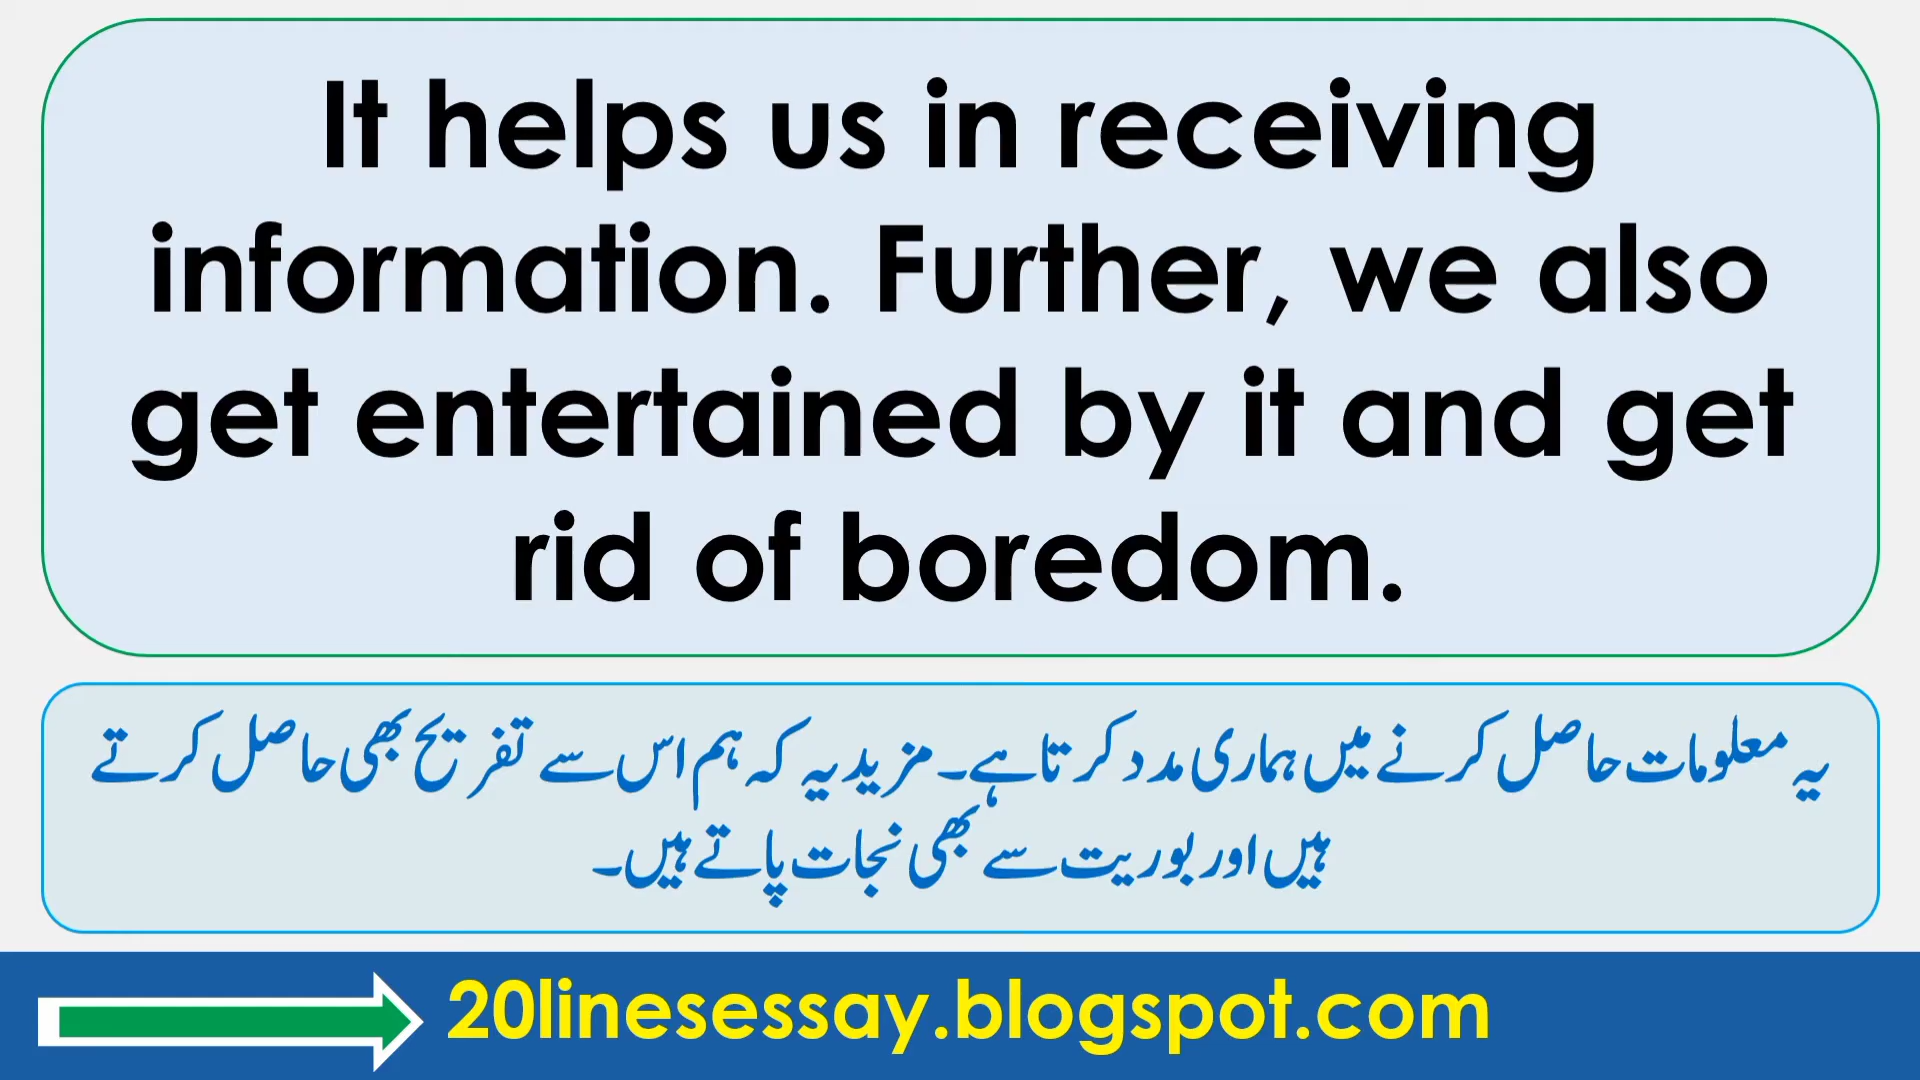 It helps us in receiving
information. Further, we also
get entertained by it and get
rid of boredom.
یہ معلومات حاصل کرنے میں ہماری مدد کرتا ہے۔ مزید یہ کہ ہم اس سے تفریح بھی حاصل کرتے
ہیں اور بوریت سے بھی نجات پاتے ہیں۔
20linesessay.blogspot.com